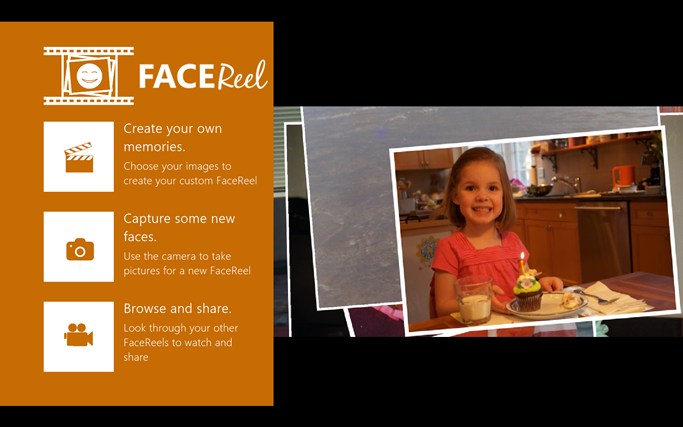 FACEReel
Create your own
memories.
Choose your images to
create your custom FaceReel
Capture some new
faces.
Use the camera to take
pictures for a new FaceReel
Browse and share.
Look through your other
FaceReels to watch and
share